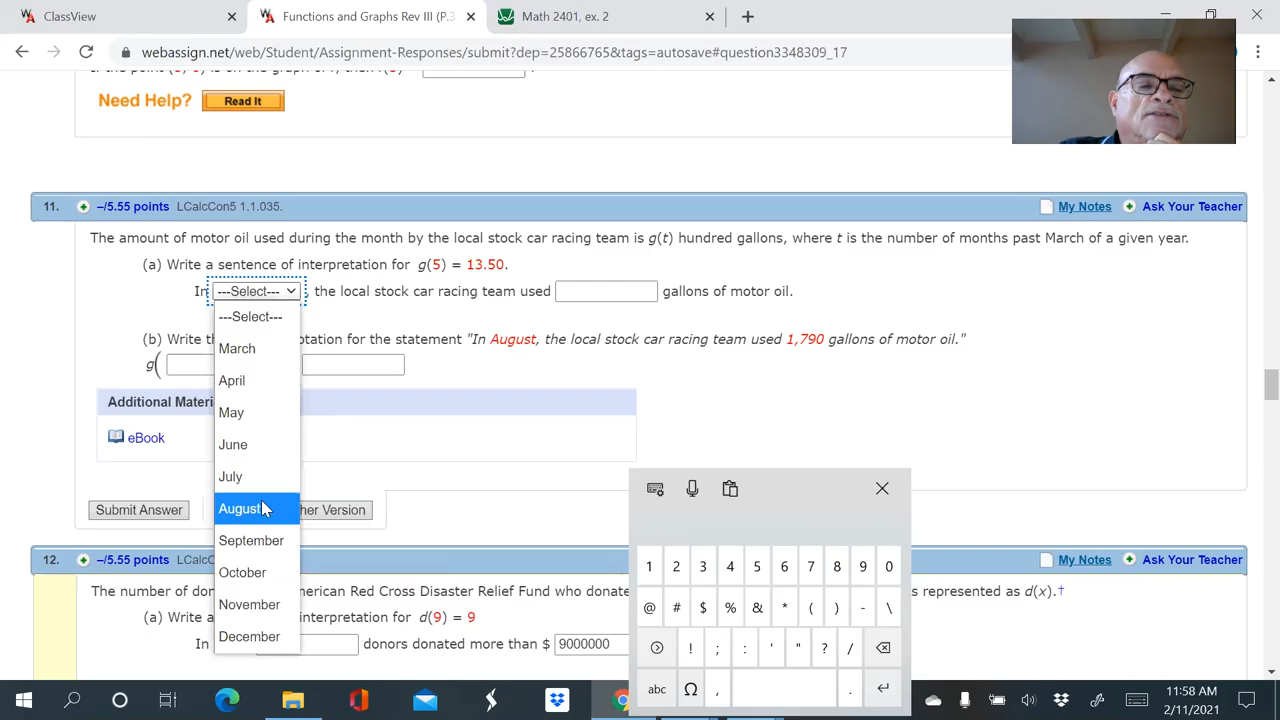 ClassView
Functions and Graphs Rev III (P.3
Math 2401, ex. 2
webassign.net/web/Student/Assignment-Responses/submit?dep=25866765&tags=autosave#question3348309_17
Need Help? Read It
11. –/5.55 points LCalcCon5 1.1.035. My Notes Ask Your Teacher
The amount of motor oil used during the month by the local stock car racing team is g(t) hundred gallons, where t is the number of months past March of a given year.
(a) Write a sentence of interpretation for g(5) = 13.50.
In ---Select--- , the local stock car racing team used gallons of motor oil.
---Select---
(b) Write th otation for the statement "In August, the local stock car racing team used 1,790 gallons of motor oil."
March
g(
April
Additional Materi
May
eBook
June
July
Submit Answer August her Version
September
12. –/5.55 points LCalcC My Notes Ask Your Teacher
October
The number of don merican Red Cross Disaster Relief Fund who donate s represented as d(x).†
November
(a) Write a interpretation for d(9) = 9
December
In donors donated more than $ 9000000
1 2 3 4 5 6 7 8 9 0
@ # $ % & * ( ) - \
! ; : ' " ? /
abc Ω , .
11:58 AM
2/11/2021